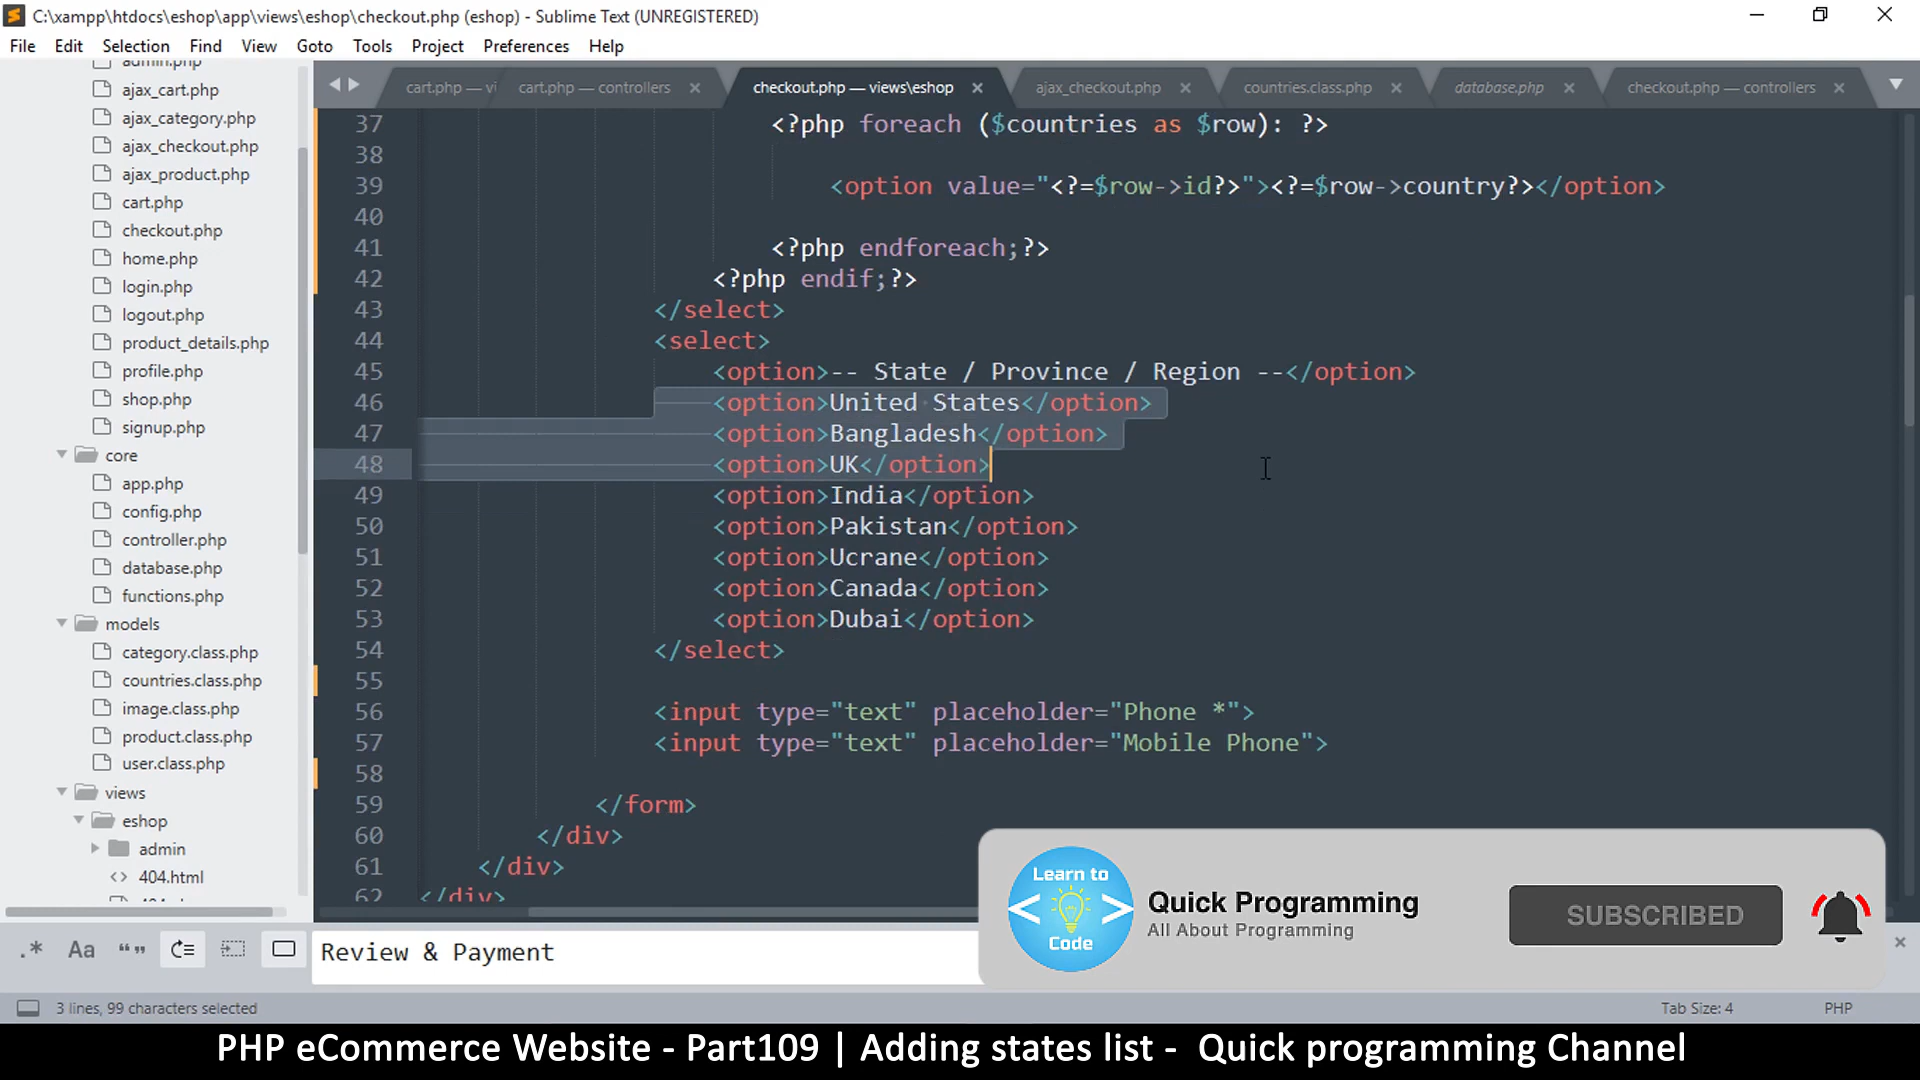 C:\xampp\htdocs\eshop\app\views\eshop\checkout.php (eshop) - Sublime Text (UNREGISTERED)
File Edit Selection Find View Goto Tools Project Preferences Help
admin.php
ajax_cart.php
ajax_category.php
ajax_checkout.php
ajax_product.php
cart.php
checkout.php
home.php
login.php
logout.php
product_details.php
profile.php
shop.php
signup.php
core
app.php
config.php
controller.php
database.php
functions.php
models
category.class.php
countries.class.php
image.class.php
product.class.php
user.class.php
views
eshop
admin
404.html
cart.php — vi cart.php — controllers checkout.php — views\eshop ajax_checkout.php countries.class.php database.php checkout.php — controllers
37 <?php foreach ($countries as $row): ?>
38
39 <option value="<?=$row->id?>"><?=$row->country?></option>
40
41 <?php endforeach;?>
42 <?php endif;?>
43 </select>
44 <select>
45 <option>-- State / Province / Region --</option>
46 <option>United States</option>
47 <option>Bangladesh</option>
48 <option>UK</option>
49 <option>India</option>
50 <option>Pakistan</option>
51 <option>Ucrane</option>
52 <option>Canada</option>
53 <option>Dubai</option>
54 </select>
55
56 <input type="text" placeholder="Phone *">
57 <input type="text" placeholder="Mobile Phone">
58
59 </form>
60 </div>
61 </div>
62 </div>
Learn to
< >
Code
Quick Programming
All About Programming
SUBSCRIBED
.* Aa “” Review & Payment
3 lines, 99 characters selected Tab Size: 4 PHP
PHP eCommerce Website - Part109 | Adding states list - Quick programming Channel